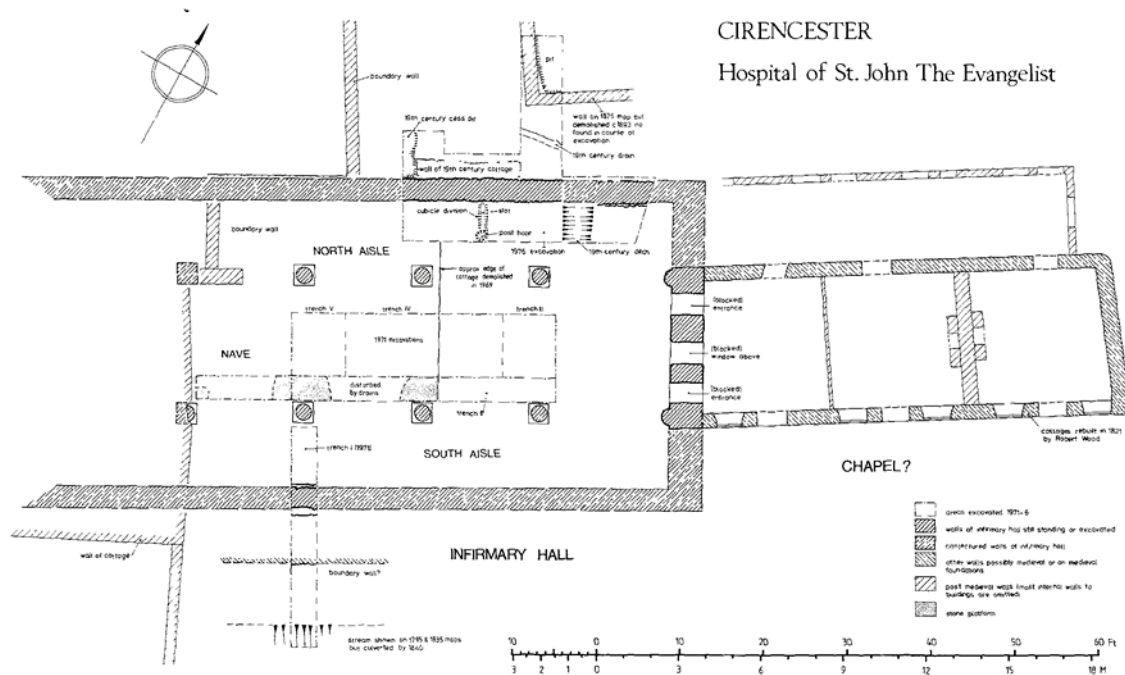 CIRENCESTER
Hospital of St. John The Evangelist
boundary wall
pit
wall on 1875 map but
demolished c1893 no
found in course of
excavation
19th century cess pit
19th century drain
wall of 19th century cottage
boundary wall
cubicle division
slot
post hole
NORTH AISLE
1976 excavation
19th century ditch
approx edge of
cottage demolished
in 1969
trench V
trench IV
trench III
(blocked)
entrance
1971 excavations
NAVE
(blocked)
window above
disturbed
by drains
(blocked)
entrance
trench II
cottages rebuilt in 1821
by Robert Wood
trench I (1971)
SOUTH AISLE
CHAPEL?
areas excavated 1971-6
walls of infirmary hall still standing or excavated
wall of cottage
INFIRMARY HALL
conjectured walls of infirmary hall
other walls possibly medieval or on medieval
foundations
boundary wall?
post medieval walls (most internal walls to
buildings are omitted)
stone platform
stream shown on 1795 & 1835 maps
but culverted by 1840
10 0 10 20 30 40 50 60 Ft
3 2 1 0 3 6 9 12 15 18 M